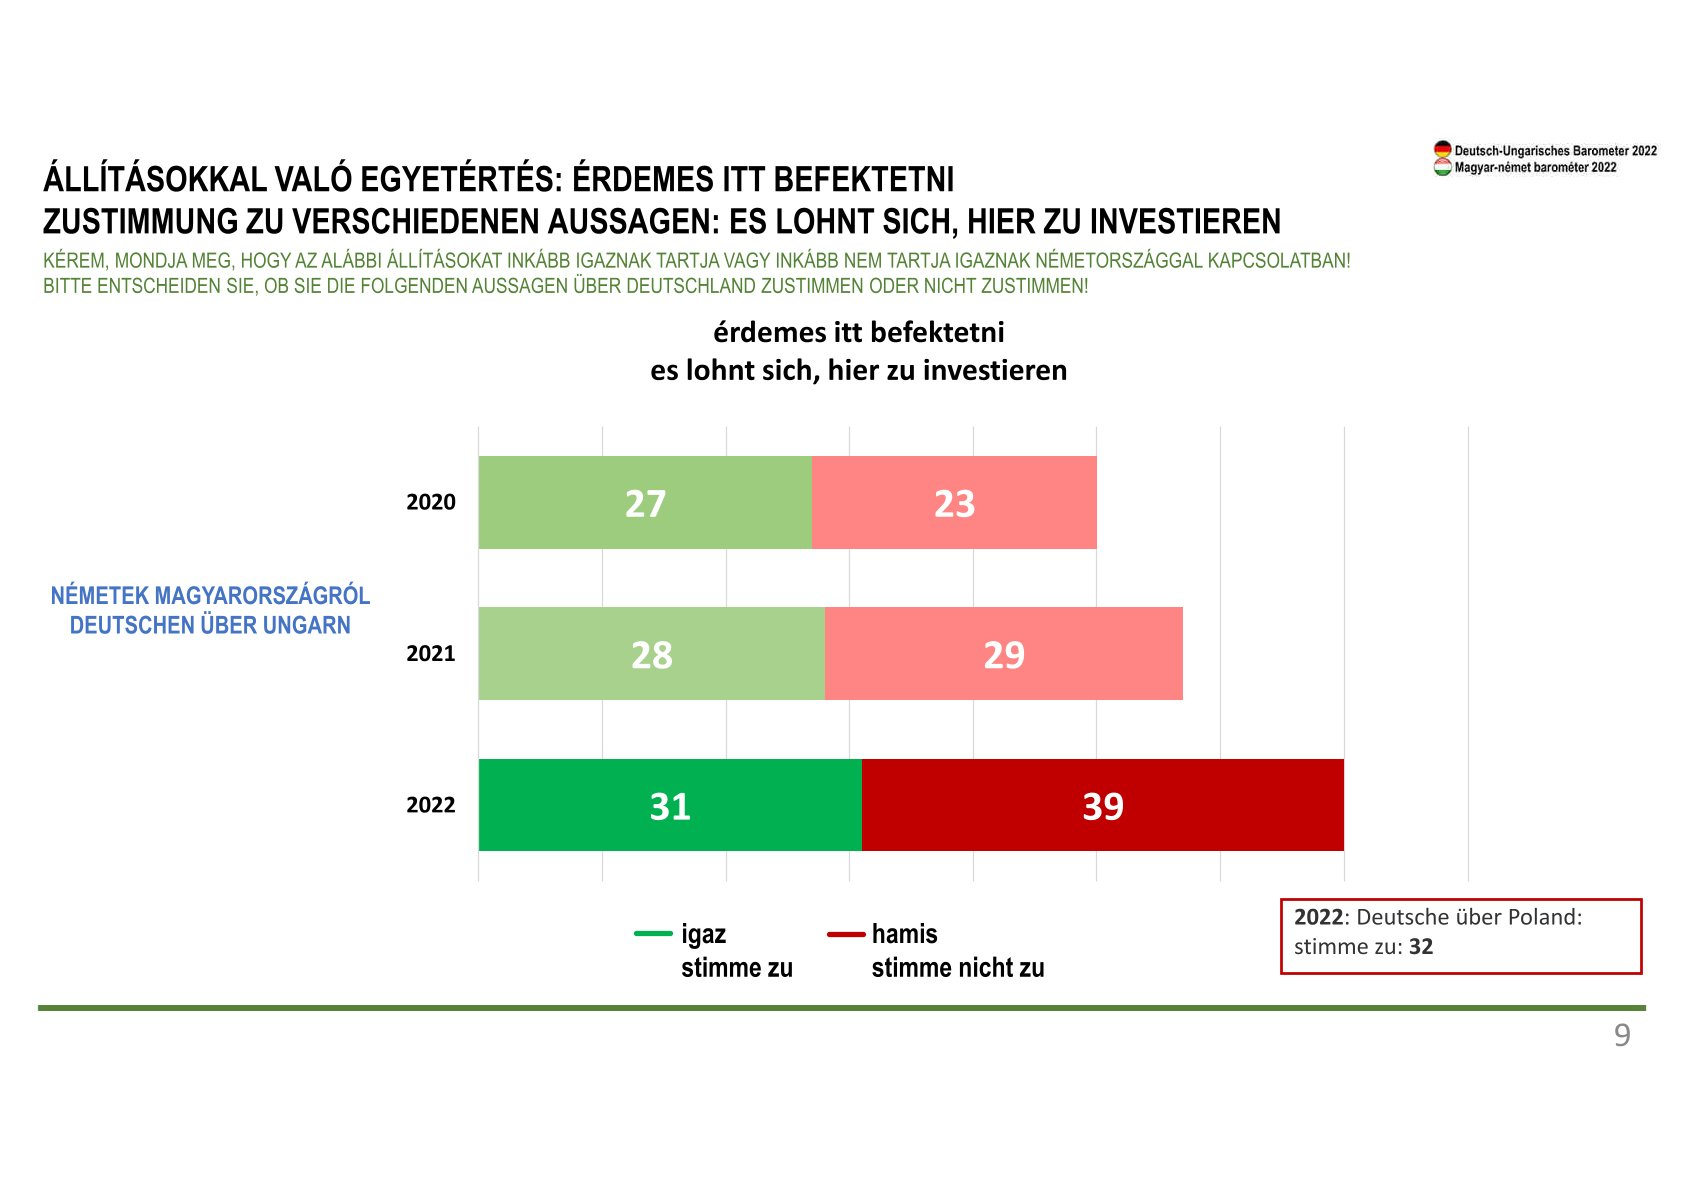 Deutsch-Ungarisches Barometer 2022
Magyar-német barométer 2022
ÁLLÍTÁSOKKAL VALÓ EGYETÉRTÉS: ÉRDEMES ITT BEFEKTETNI
ZUSTIMMUNG ZU VERSCHIEDENEN AUSSAGEN: ES LOHNT SICH, HIER ZU INVESTIEREN
KÉREM, MONDJA MEG, HOGY AZ ALÁBBI ÁLLÍTÁSOKAT INKÁBB IGAZNAK TARTJA VAGY INKÁBB NEM TARTJA IGAZNAK NÉMETORSZÁGGAL KAPCSOLATBAN!
BITTE ENTSCHEIDEN SIE, OB SIE DIE FOLGENDEN AUSSAGEN ÜBER DEUTSCHLAND ZUSTIMMEN ODER NICHT ZUSTIMMEN!
érdemes itt befektetni
es lohnt sich, hier zu investieren
2020 27 23
NÉMETEK MAGYARORSZÁGRÓL
DEUTSCHEN ÜBER UNGARN
2021 28 29
2022 31 39
igaz
stimme zu
hamis
stimme nicht zu
2022: Deutsche über Poland:
stimme zu: 32
9